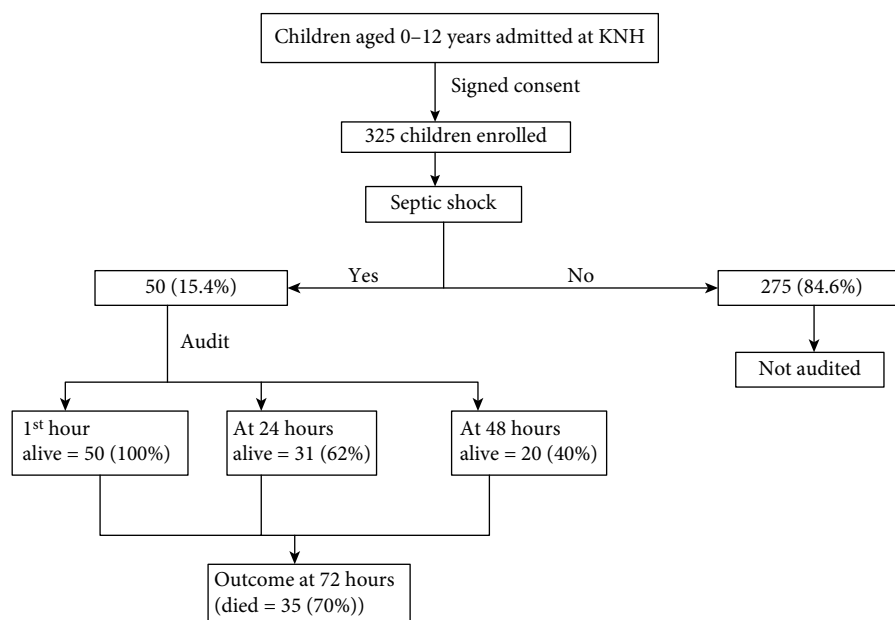 Children aged 0–12 years admitted at KNH
Signed consent
325 children enrolled
Septic shock
Yes
No
50 (15.4%)
275 (84.6%)
Audit
Not audited
1st hour
alive = 50 (100%)
At 24 hours
alive = 31 (62%)
At 48 hours
alive = 20 (40%)
Outcome at 72 hours
(died = 35 (70%))